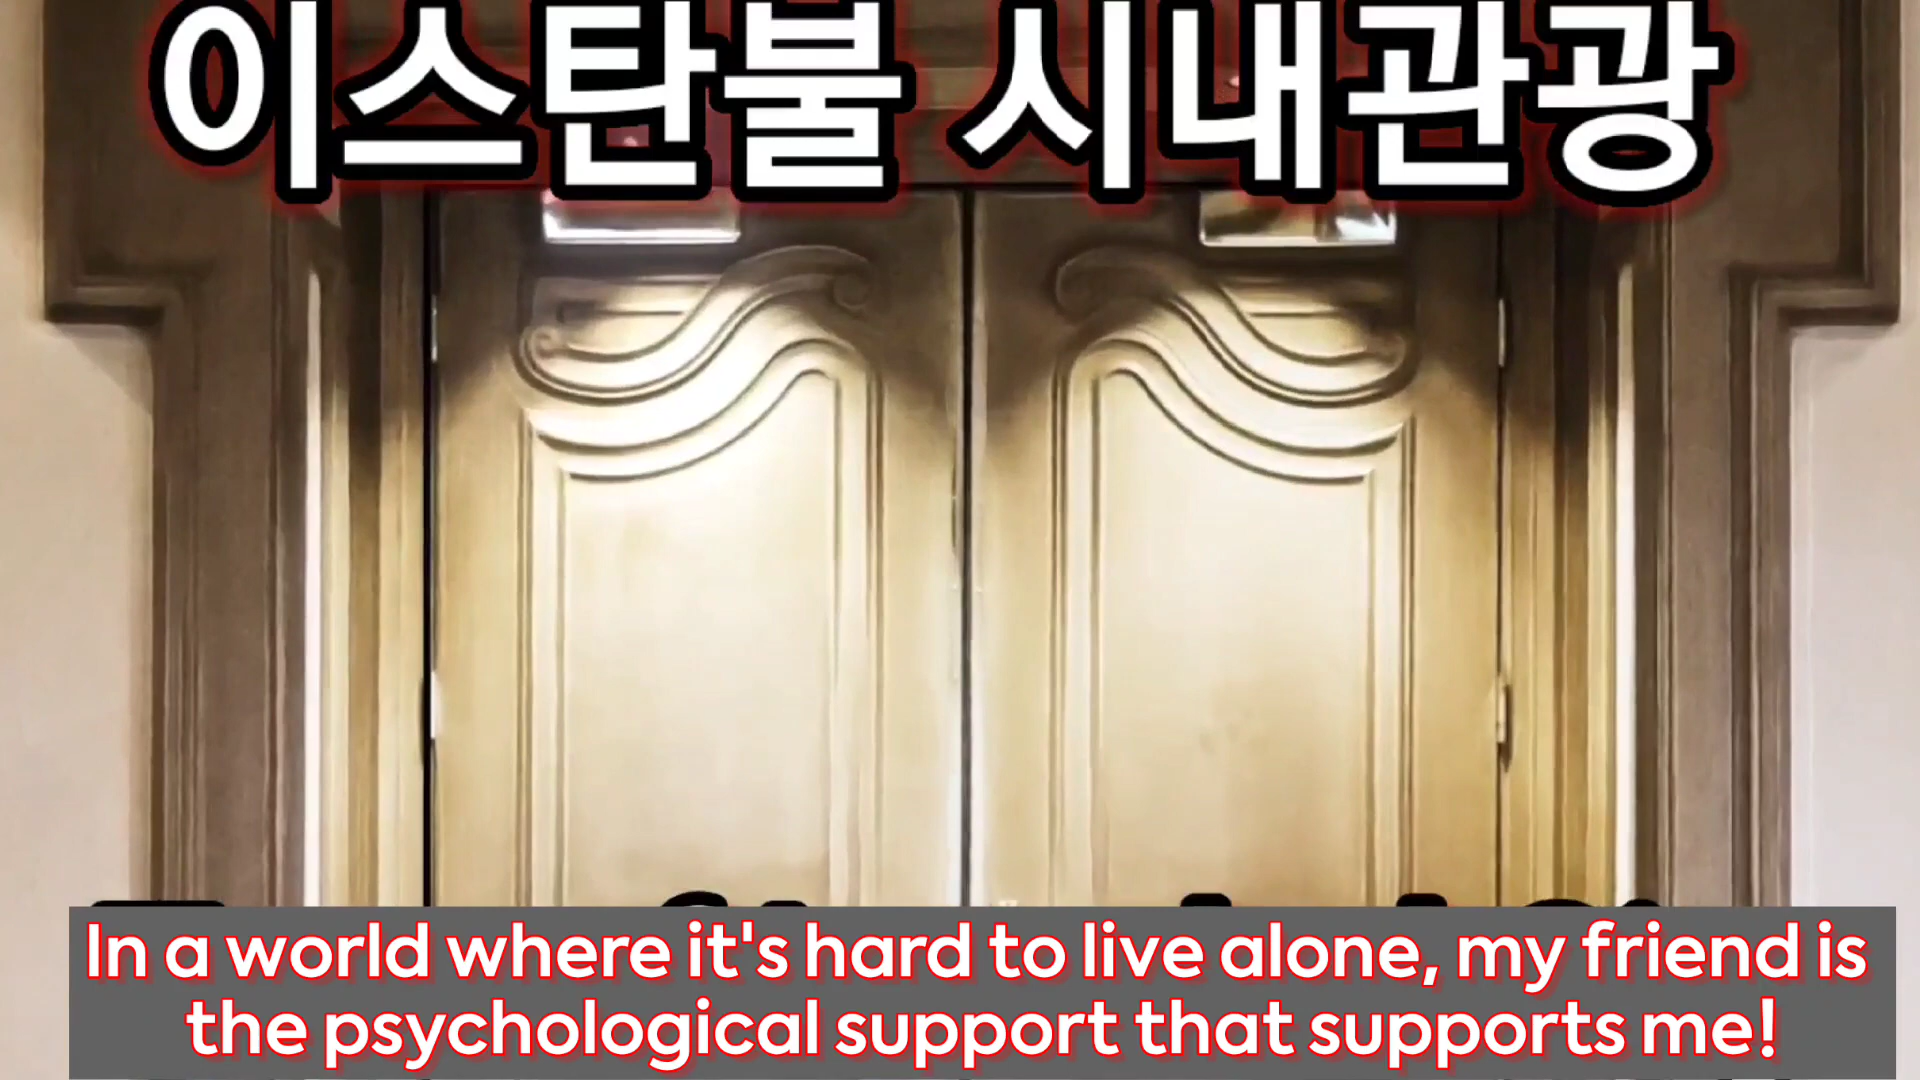 이스탄불 시내관광
In a world where it's hard to live alone, my friend is
the psychological support that supports me!